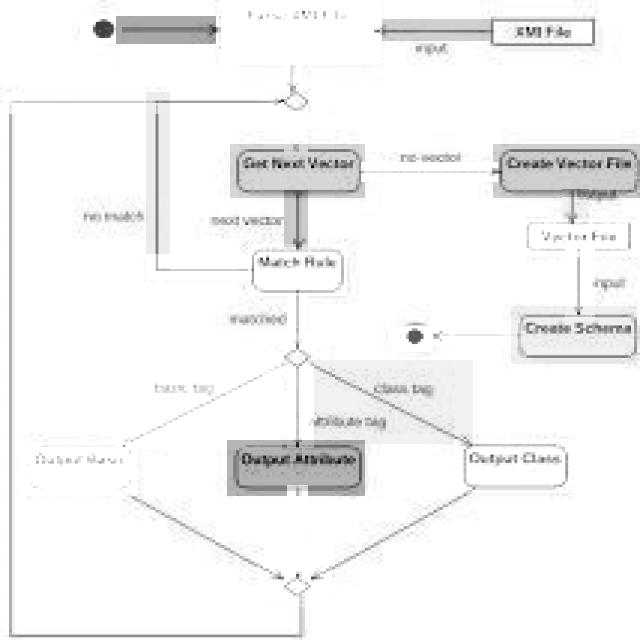 Parse XMI File
XMI File
input
Get Next Vector
no vector
Create Vector File
output
no match
next vector
Vector File
Match Rule
input
matched
Create Schema
basic tag
class tag
attribute tag
Output Basic
Output Attribute
Output Class